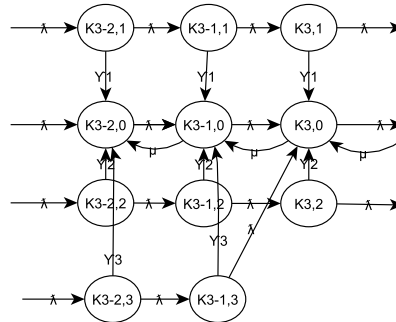 ƛ K3-2,1 ƛ K3-1,1 ƛ K3,1 ƛ
Y1 Y1 Y1
ƛ K3-2,0 ƛ K3-1,0 ƛ K3,0 ƛ
μ μ μ
Y2 Y2 Y2
ƛ K3-2,2 ƛ K3-1,2 ƛ K3,2 ƛ
Y3 Y3 ƛ
ƛ K3-2,3 ƛ K3-1,3